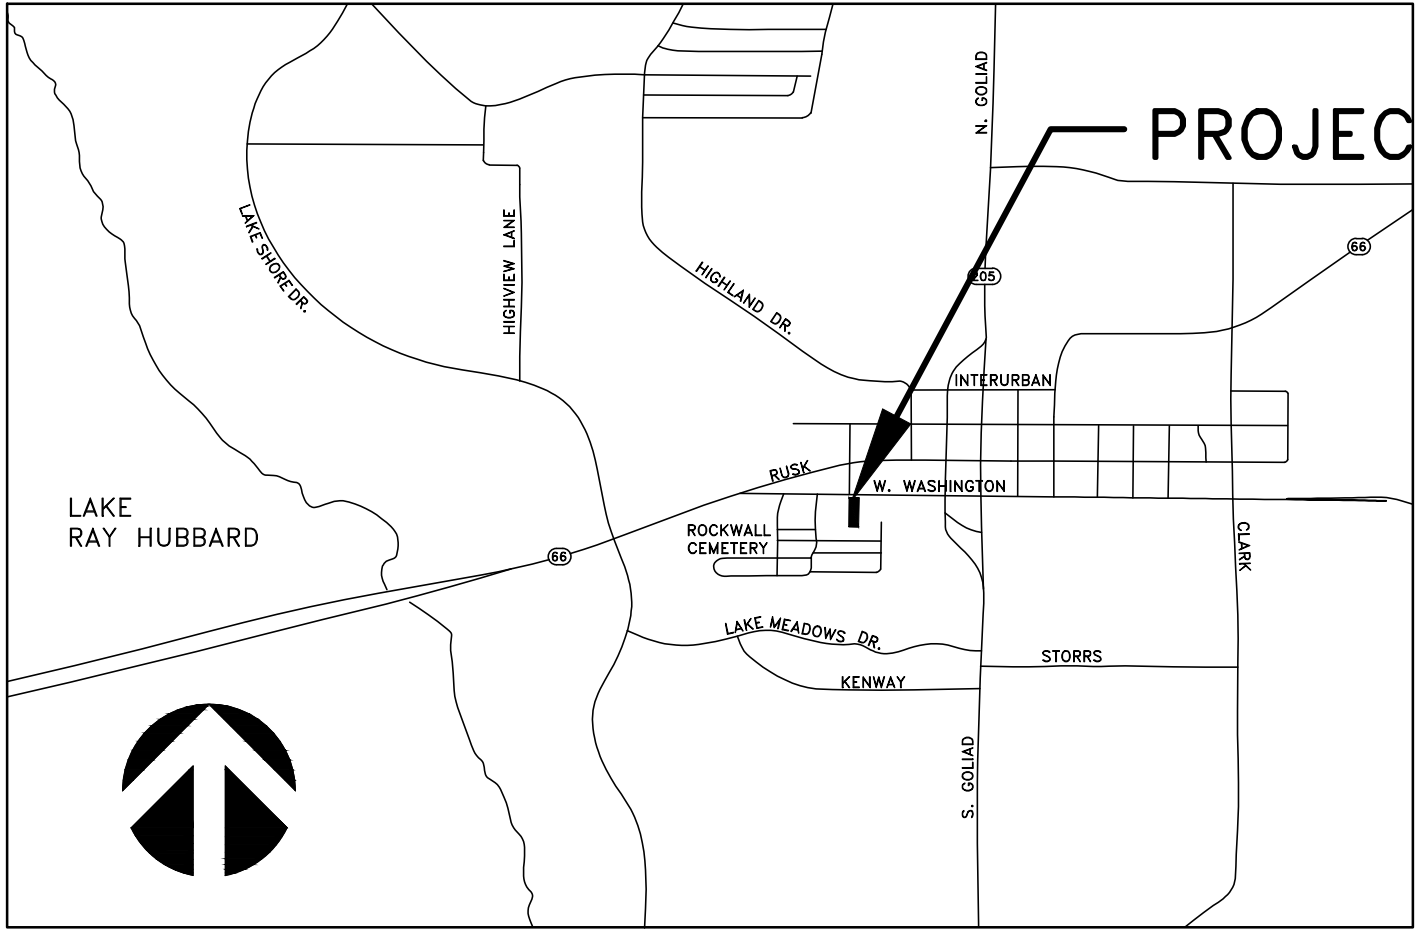 N. GOLIAD
PROJEC
LAKE SHORE DR.
HIGHVIEW LANE
66
HIGHLAND DR.
205
INTERURBAN
RUSK
W. WASHINGTON
LAKE
RAY HUBBARD
ROCKWALL
CEMETERY
66
CLARK
LAKE MEADOWS DR.
STORRS
KENWAY
S. GOLIAD